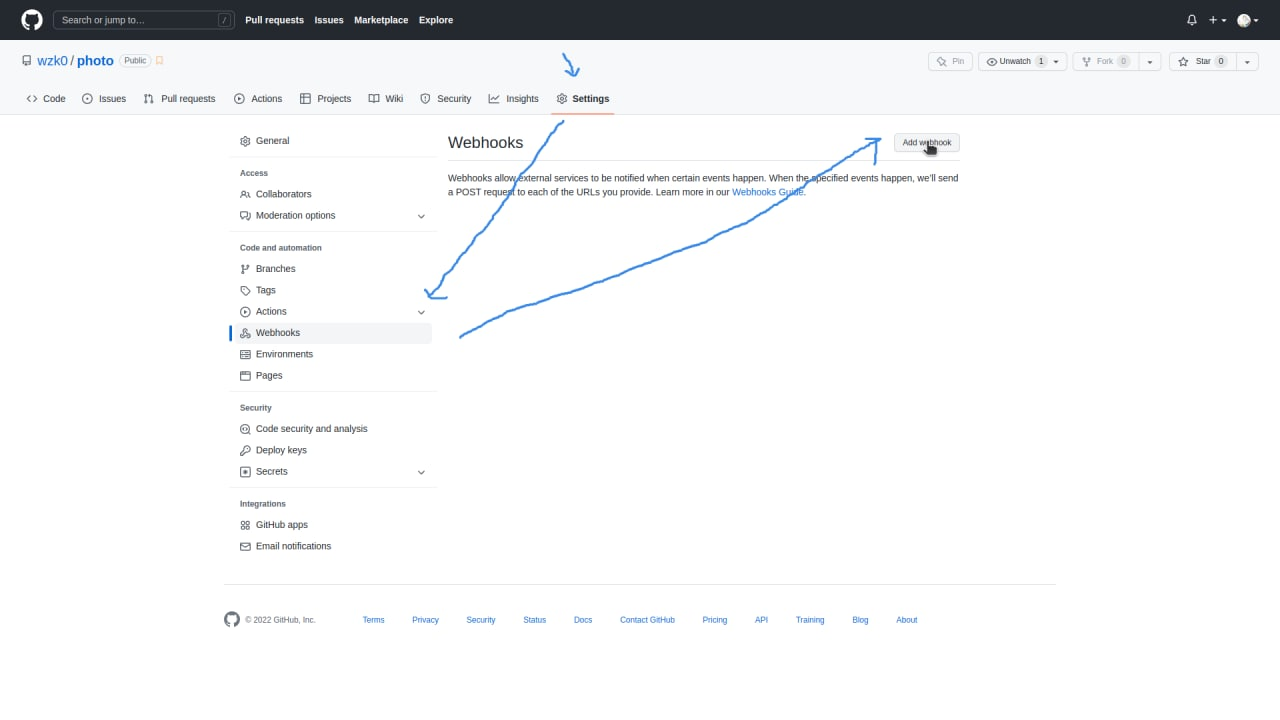 Search or jump to… /
Pull requests Issues Marketplace Explore
wzk0 / photo Public
Pin Unwatch 1 Fork 0 Star 0
Code Issues Pull requests Actions Projects Wiki Security Insights Settings
General
Access
Collaborators
Moderation options
Code and automation
Branches
Tags
Actions
Webhooks
Environments
Pages
Security
Code security and analysis
Deploy keys
Secrets
Integrations
GitHub apps
Email notifications
Webhooks
Add webhook
Webhooks allow external services to be notified when certain events happen. When the specified events happen, we'll send
a POST request to each of the URLs you provide. Learn more in our Webhooks Guide.
© 2022 GitHub, Inc. Terms Privacy Security Status Docs Contact GitHub Pricing API Training Blog About